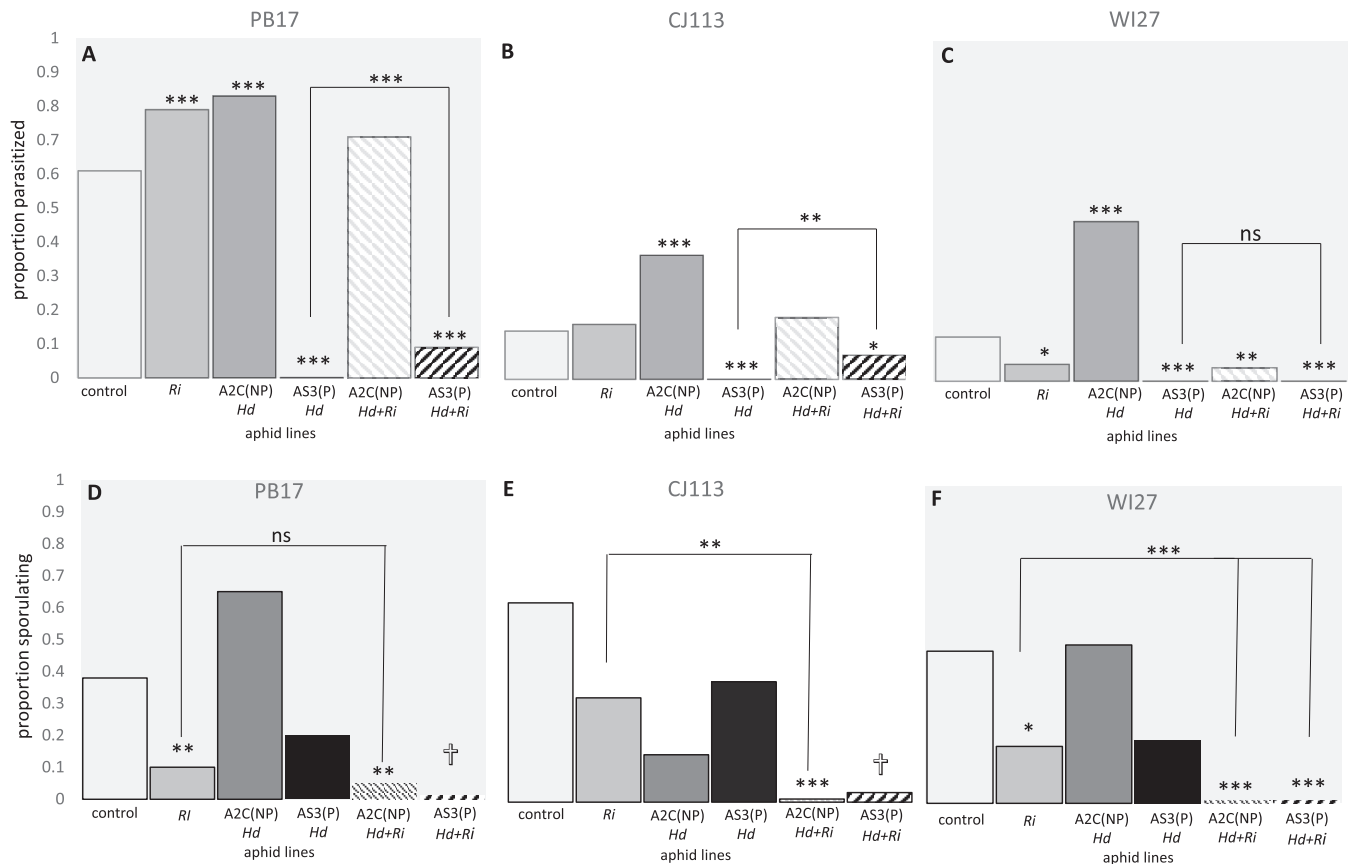 PB17
CJ113
WI27
A
B
C
proportion parasitized
1
0.9
0.8
0.7
0.6
0.5
0.4
0.3
0.2
0.1
0
***
***
***
***
***
control
Ri
A2C(NP)
Hd
AS3(P)
Hd
A2C(NP)
Hd+Ri
AS3(P)
Hd+Ri
aphid lines
***
**
***
*
control
Ri
A2C(NP)
Hd
AS3(P)
Hd
A2C(NP)
Hd+Ri
AS3(P)
Hd+Ri
aphid lines
***
ns
*
***
**
***
control
Ri
A2C(NP)
Hd
AS3(P)
Hd
A2C(NP)
Hd+Ri
AS3(P)
Hd+Ri
aphid lines
D
PB17
E
CJ113
F
WI27
proportion sporulating
1
0.9
0.8
0.7
0.6
0.5
0.4
0.3
0.2
0.1
0
ns
**
**
†
control
RI
A2C(NP)
Hd
AS3(P)
Hd
A2C(NP)
Hd+Ri
AS3(P)
Hd+Ri
aphid lines
**
***
†
control
Ri
A2C(NP)
Hd
AS3(P)
Hd
A2C(NP)
Hd+Ri
AS3(P)
Hd+Ri
aphid lines
***
*
***
***
control
Ri
A2C(NP)
Hd
AS3(P)
Hd
A2C(NP)
Hd+Ri
AS3(P)
Hd+Ri
aphid lines